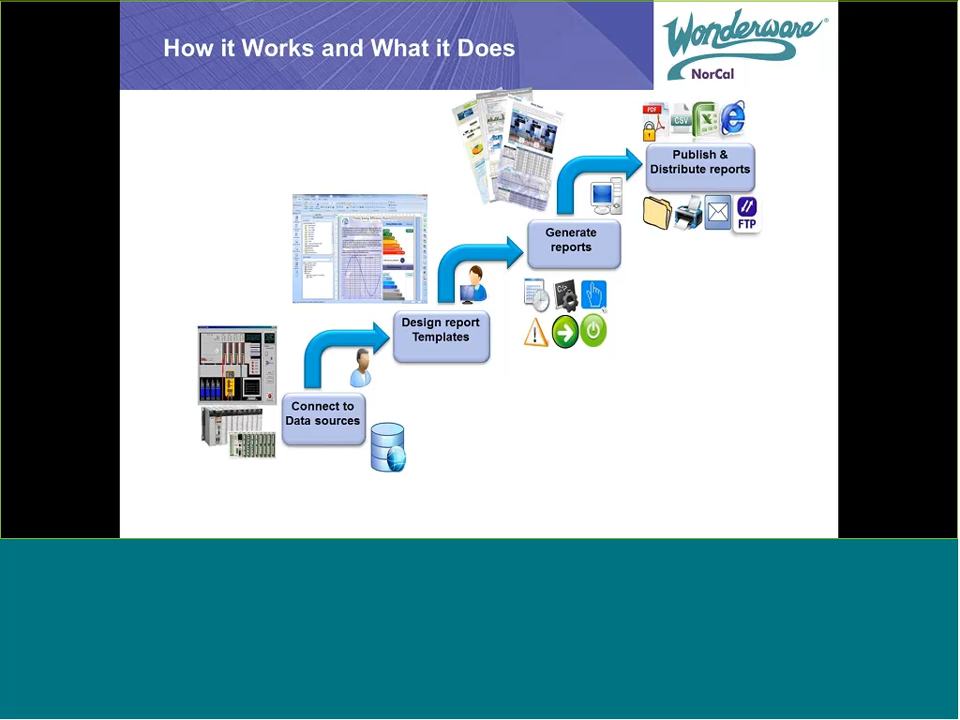 How it Works and What it Does
Wonderware®
NorCal
PDF
CSV
Publish &
Distribute reports
FTP
Generate
reports
Design report
Templates
Connect to
Data sources